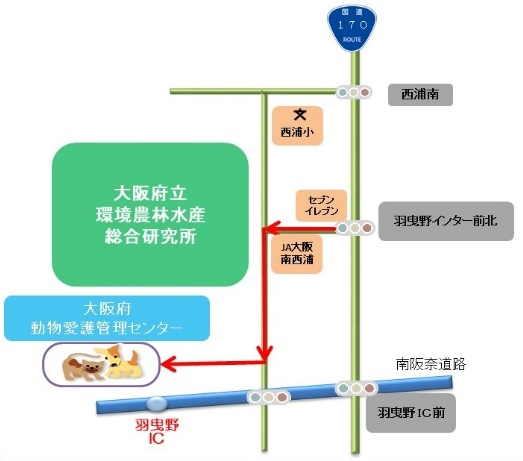 国道
170
ROUTE
西浦南
文
西浦小
大阪府立
環境農林水産
総合研究所
セブン
イレブン
羽曳野インター前北
JA大阪
南西浦
大阪府
動物愛護管理センター
南阪奈道路
羽曳野
IC
羽曳野IC前